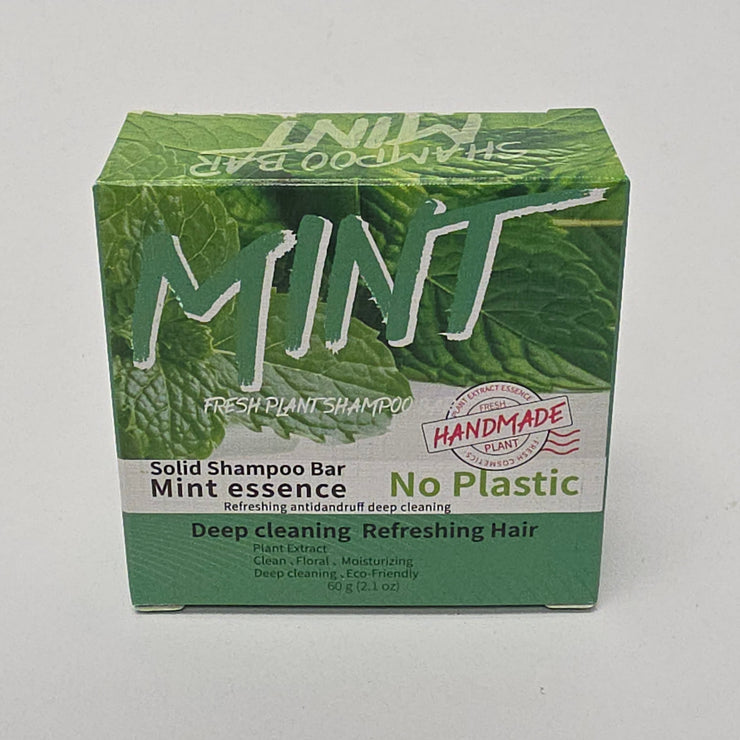 SHAMPOO BAR
MINT
MINT
FRESH PLANT SHAMPOO BAR
PLANT EXTRACT ESSENCE
FRESH
HANDMADE
PLANT
FRESH COSMETICS
Solid Shampoo Bar
Mint essence
No Plastic
Refreshing antidandruff deep cleaning
Deep cleaning Refreshing Hair
Plant Extract
Clean、Floral、Moisturizing
Deep cleaning、Eco-Friendly
60 g (2.1 oz)